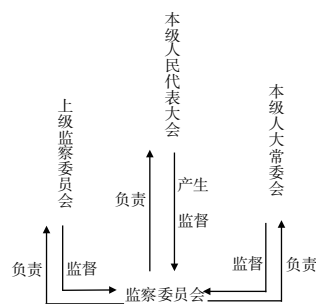 本级人民代表大会
上级监察委员会
本级人大常委会
负责
产生
监督
负责
监督
监督
负责
监察委员会